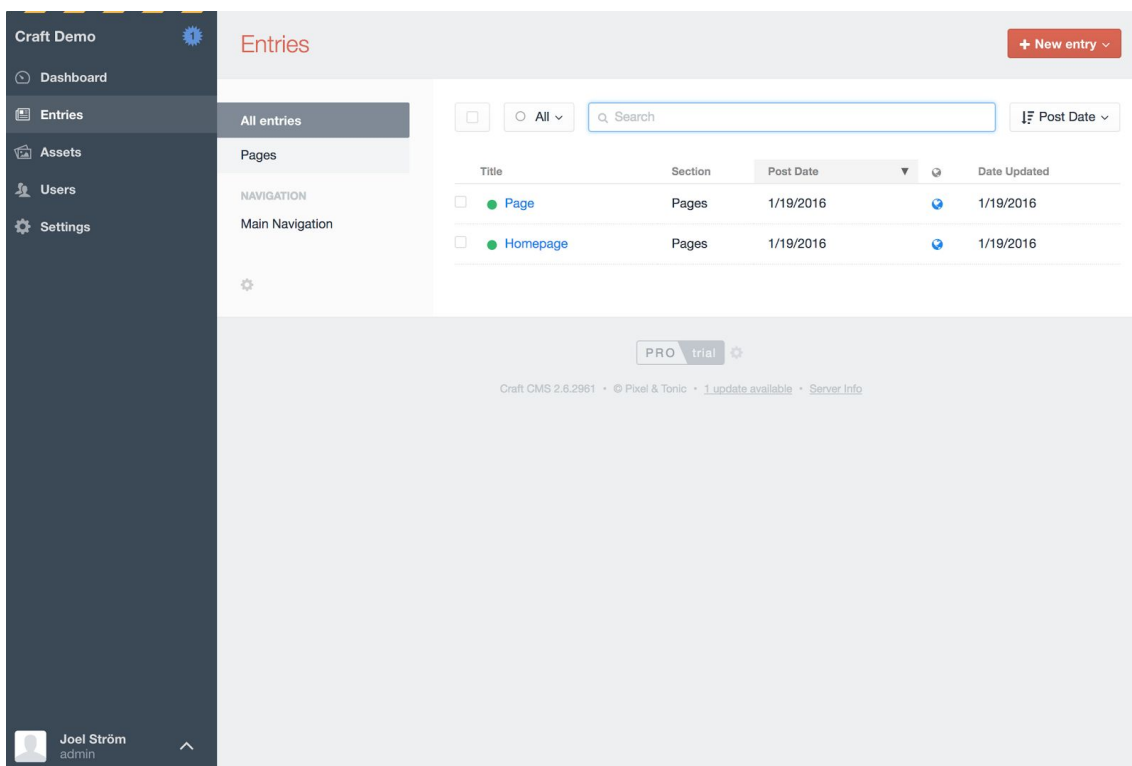 Craft Demo
1
Dashboard
Entries
Assets
Users
Settings
Joel Ström
admin
Entries
+ New entry
All entries
Pages
NAVIGATION
Main Navigation
All
Search
Post Date
Title Section Post Date ▼ Date Updated
Page Pages 1/19/2016 1/19/2016
Homepage Pages 1/19/2016 1/19/2016
PRO trial
Craft CMS 2.6.2961 • © Pixel & Tonic • 1 update available • Server Info